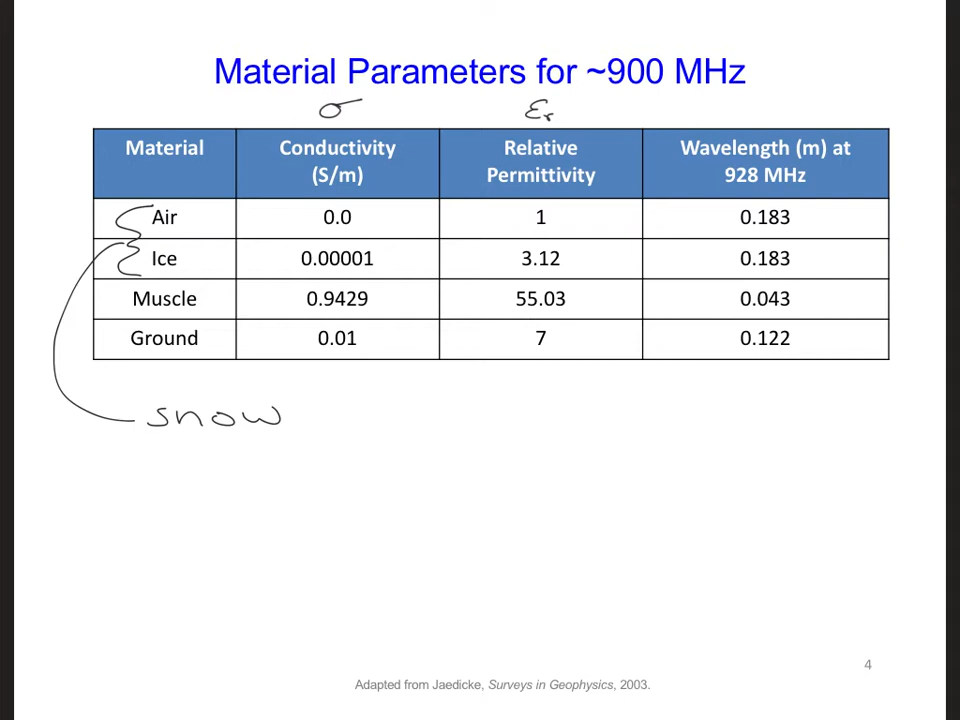 Material Parameters for ~900 MHz
σ εr
Material Conductivity (S/m) Relative Permittivity Wavelength (m) at 928 MHz
Air 0.0 1 0.183
Ice 0.00001 3.12 0.183
Muscle 0.9429 55.03 0.043
Ground 0.01 7 0.122
snow
4
Adapted from Jaedicke, Surveys in Geophysics, 2003.